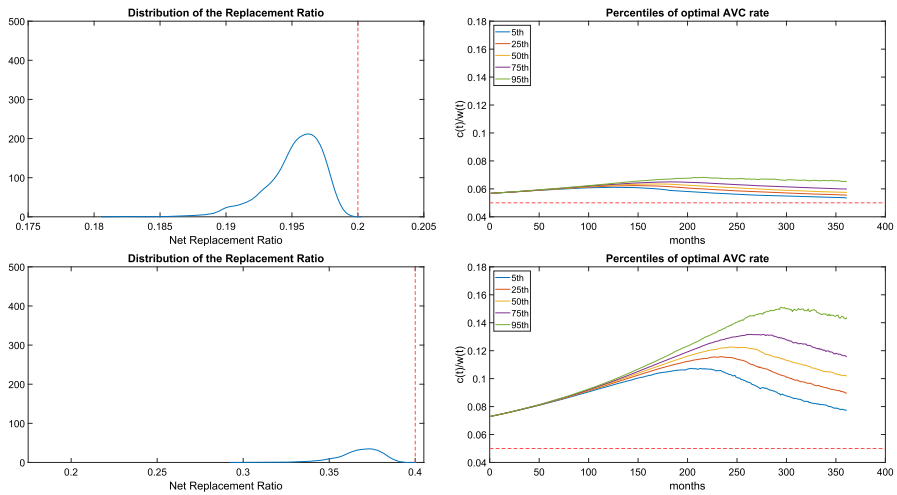 Distribution of the Replacement Ratio
500
400
300
200
100
0
0.175 0.18 0.185 0.19 0.195 0.2 0.205
Net Replacement Ratio
Percentiles of optimal AVC rate
0.18
0.16
0.14
0.12
0.1
0.08
0.06
0.04
c(t)/w(t)
5th
25th
50th
75th
95th
0 50 100 150 200 250 300 350 400
months
Distribution of the Replacement Ratio
500
400
300
200
100
0
0.2 0.25 0.3 0.35 0.4
Net Replacement Ratio
Percentiles of optimal AVC rate
0.18
0.16
0.14
0.12
0.1
0.08
0.06
0.04
c(t)/w(t)
5th
25th
50th
75th
95th
0 50 100 150 200 250 300 350 400
months